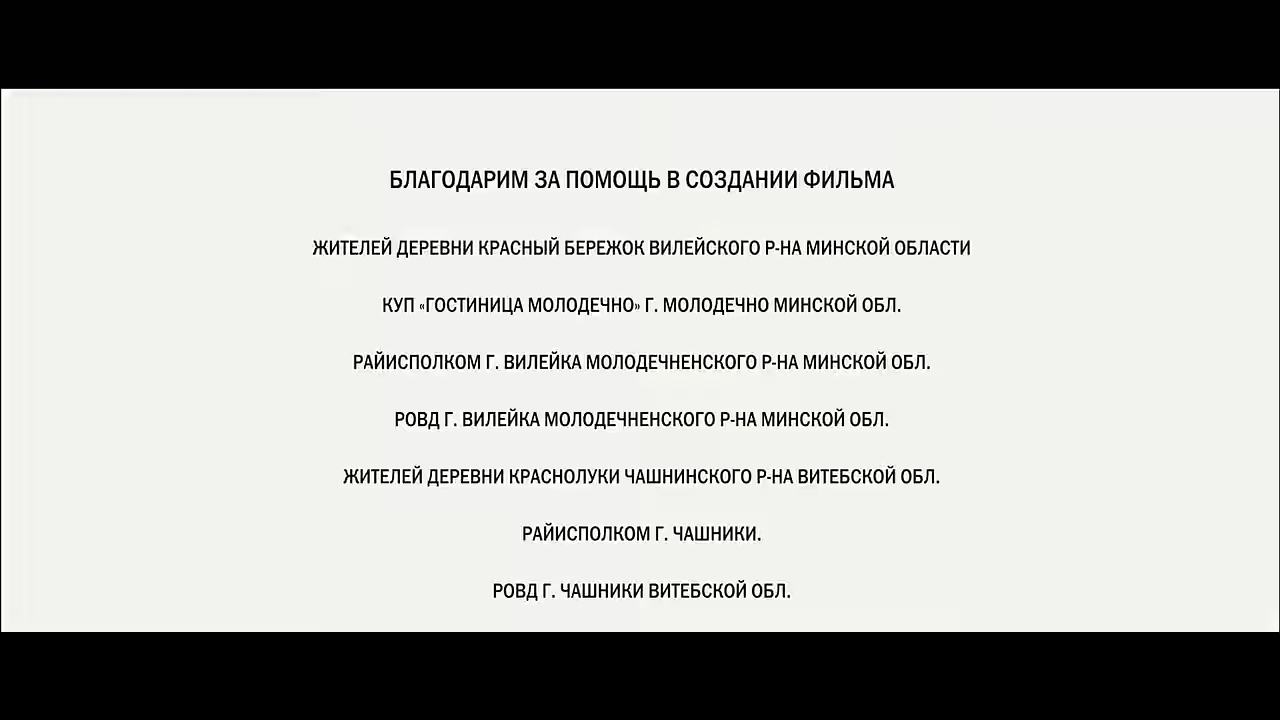 БЛАГОДАРИМ ЗА ПОМОЩЬ В СОЗДАНИИ ФИЛЬМА
ЖИТЕЛЕЙ ДЕРЕВНИ КРАСНЫЙ БЕРЕЖОК ВИЛЕЙСКОГО Р-НА МИНСКОЙ ОБЛАСТИ
КУП «ГОСТИНИЦА МОЛОДЕЧНО» Г. МОЛОДЕЧНО МИНСКОЙ ОБЛ.
РАЙИСПОЛКОМ Г. ВИЛЕЙКА МОЛОДЕЧНЕНСКОГО Р-НА МИНСКОЙ ОБЛ.
РОВД Г. ВИЛЕЙКА МОЛОДЕЧНЕНСКОГО Р-НА МИНСКОЙ ОБЛ.
ЖИТЕЛЕЙ ДЕРЕВНИ КРАСНОЛУКИ ЧАШНИНСКОГО Р-НА ВИТЕБСКОЙ ОБЛ.
РАЙИСПОЛКОМ Г. ЧАШНИКИ.
РОВД Г. ЧАШНИКИ ВИТЕБСКОЙ ОБЛ.